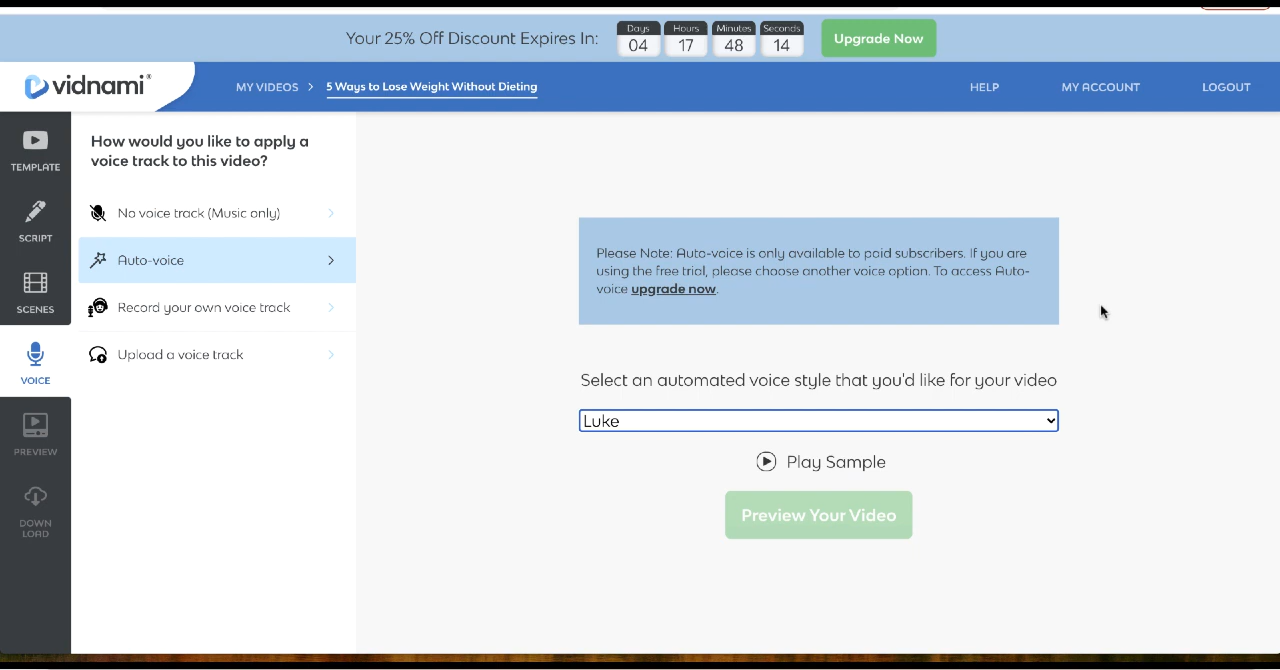 Your 25% Off Discount Expires In:
Days Hours Minutes Seconds
04 17 48 14
Upgrade Now
vidnami®
MY VIDEOS > 5 Ways to Lose Weight Without Dieting
HELP MY ACCOUNT LOGOUT
TEMPLATE
SCRIPT
SCENES
VOICE
PREVIEW
DOWN
LOAD
How would you like to apply a
voice track to this video?
No voice track (Music only)
Auto-voice
Record your own voice track
Upload a voice track
Please Note: Auto-voice is only available to paid subscribers. If you are
using the free trial, please choose another voice option. To access Auto-
voice upgrade now.
Select an automated voice style that you'd like for your video
Luke
Play Sample
Preview Your Video